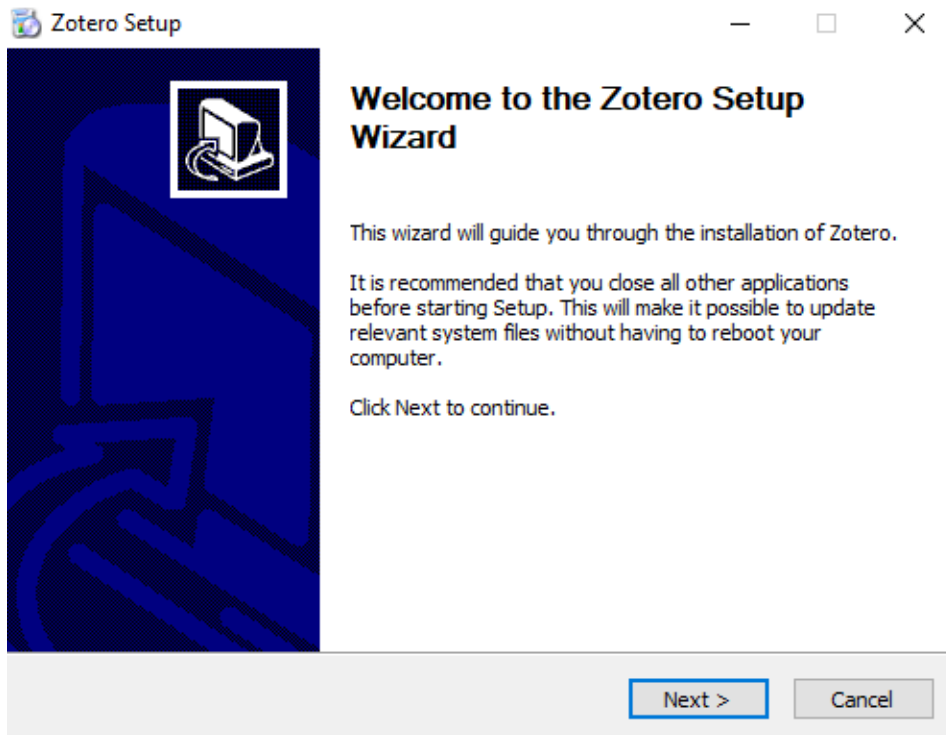 Zotero Setup
Welcome to the Zotero Setup
Wizard
This wizard will guide you through the installation of Zotero.
It is recommended that you close all other applications
before starting Setup. This will make it possible to update
relevant system files without having to reboot your
computer.
Click Next to continue.
Next >
Cancel